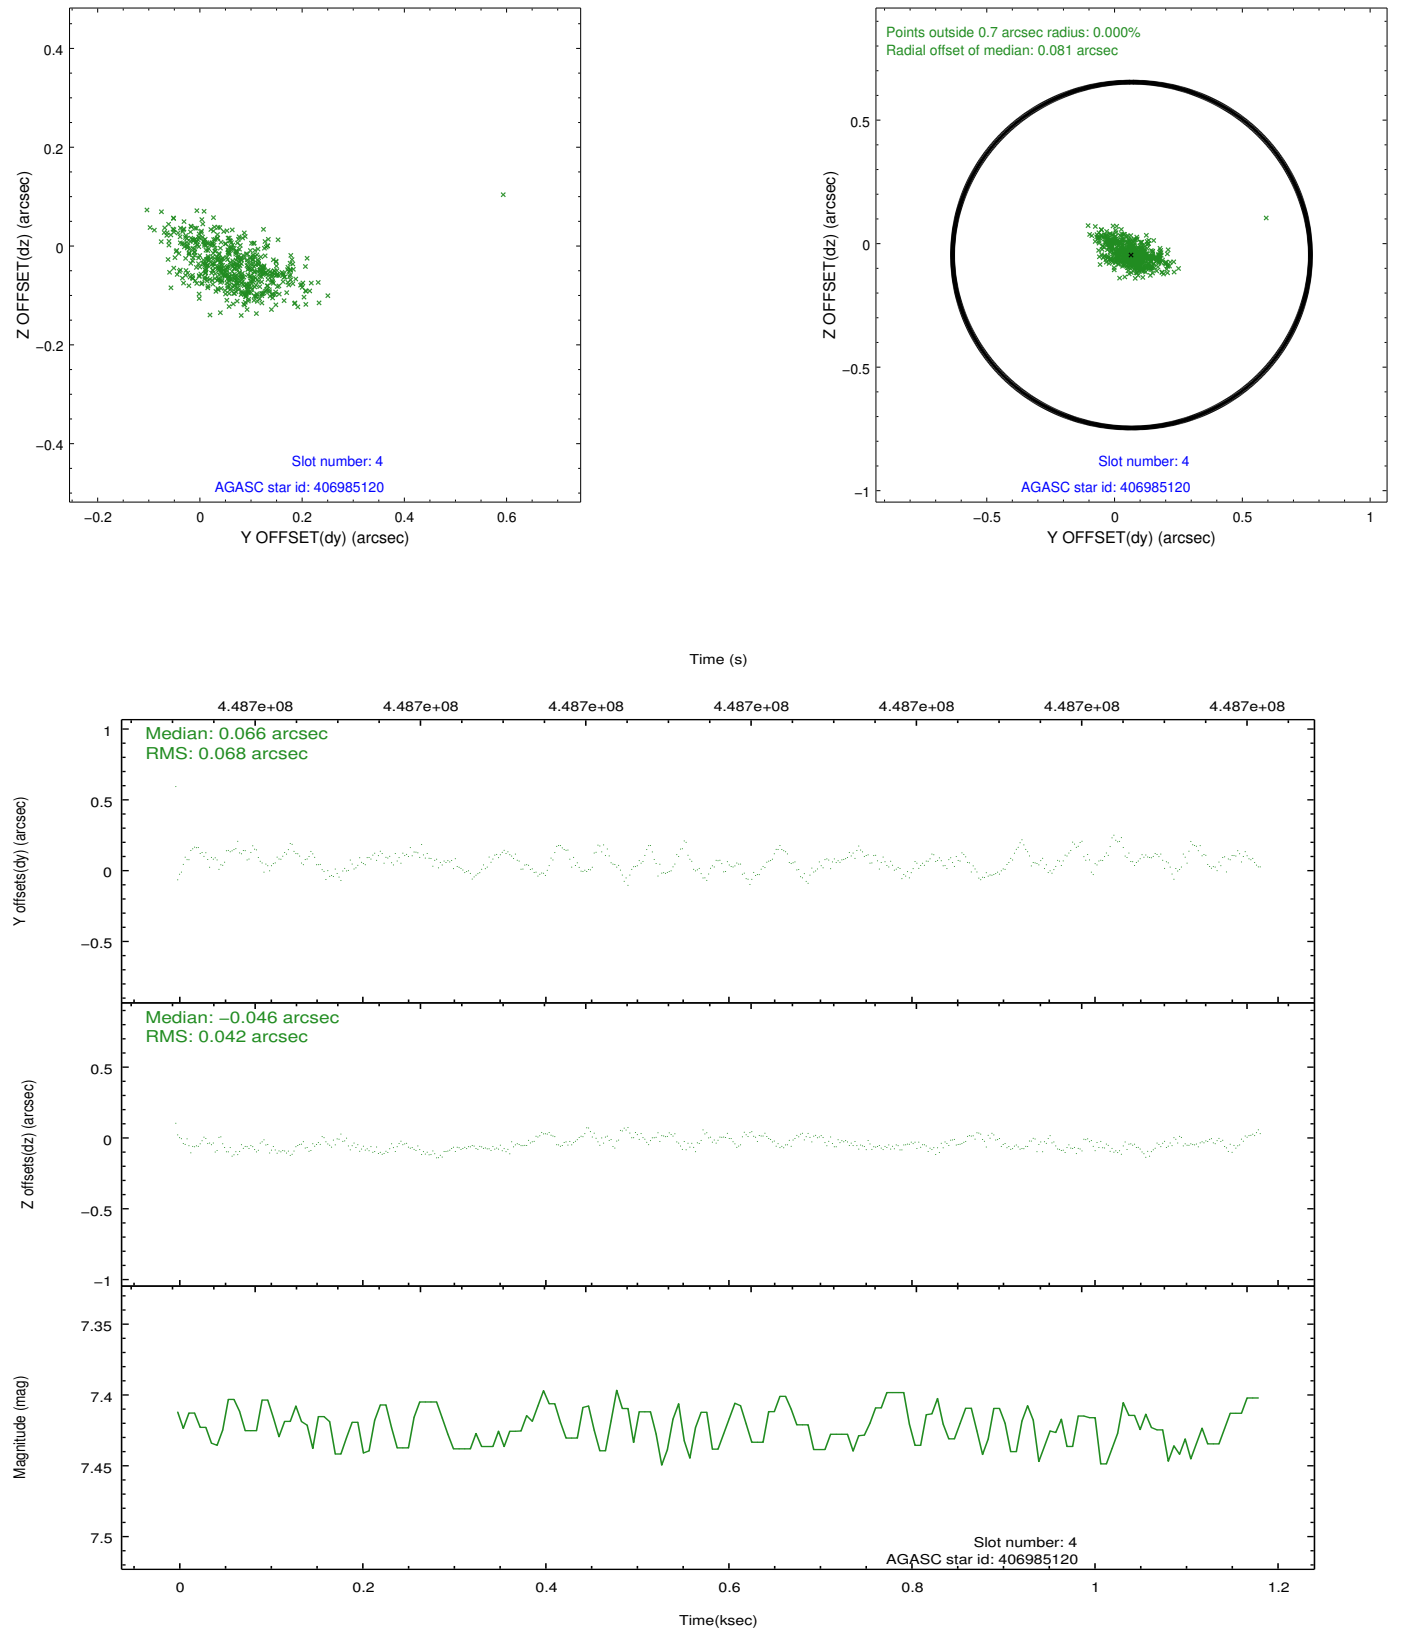 0.4
0.2
0
−0.2
−0.4
Z OFFSET(dz) (arcsec)
Slot number: 4
AGASC star id: 406985120
−0.2 0 0.2 0.4 0.6
Y OFFSET(dy) (arcsec)
Points outside 0.7 arcsec radius: 0.000%
Radial offset of median: 0.081 arcsec
0.5
0
−0.5
−1
Z OFFSET(dz) (arcsec)
Slot number: 4
AGASC star id: 406985120
−0.5 0 0.5 1
Y OFFSET(dy) (arcsec)
Time (s)
4.487e+08 4.487e+08 4.487e+08 4.487e+08 4.487e+08 4.487e+08 4.487e+08
Median: 0.066 arcsec
RMS: 0.068 arcsec
1
0.5
0
−0.5
Y offsets(dy) (arcsec)
Median: −0.046 arcsec
RMS: 0.042 arcsec
0.5
0
−0.5
−1
Z offsets(dz) (arcsec)
7.35
7.4
7.45
7.5
Magnitude (mag)
Slot number: 4
AGASC star id: 406985120
0 0.2 0.4 0.6 0.8 1 1.2
Time(ksec)